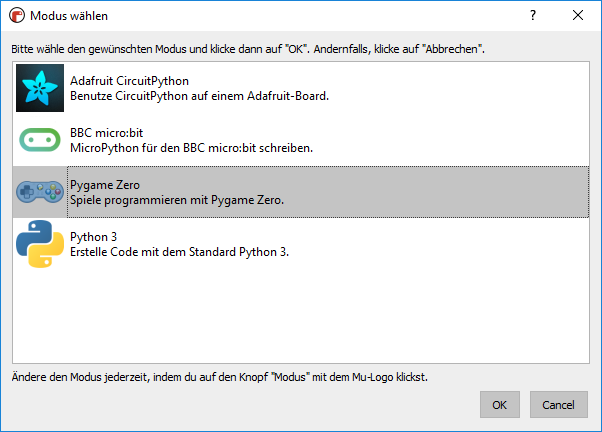 Modus wählen
?
Bitte wähle den gewünschten Modus und klicke dann auf "OK". Andernfalls, klicke auf "Abbrechen".
Adafruit CircuitPython
Benutze CircuitPython auf einem Adafruit-Board.
BBC micro:bit
MicroPython für den BBC micro:bit schreiben.
Pygame Zero
Spiele programmieren mit Pygame Zero.
Python 3
Erstelle Code mit dem Standard Python 3.
Ändere den Modus jederzeit, indem du auf den Knopf "Modus" mit dem Mu-Logo klickst.
OK
Cancel